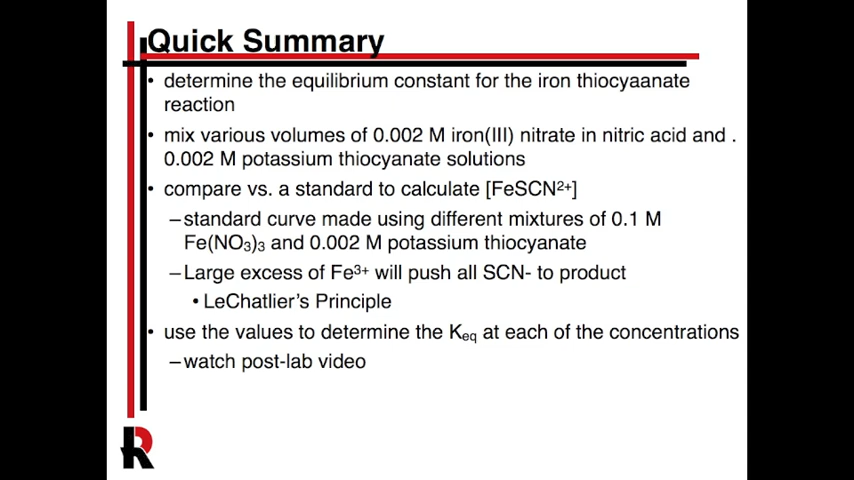 Quick Summary
• determine the equilibrium constant for the iron thiocyaanate
reaction
• mix various volumes of 0.002 M iron(III) nitrate in nitric acid and .
0.002 M potassium thiocyanate solutions
• compare vs. a standard to calculate [FeSCN²⁺]
–standard curve made using different mixtures of 0.1 M
Fe(NO₃)₃ and 0.002 M potassium thiocyanate
–Large excess of Fe³⁺ will push all SCN- to product
• LeChatlier's Principle
• use the values to determine the Keq at each of the concentrations
–watch post-lab video
R